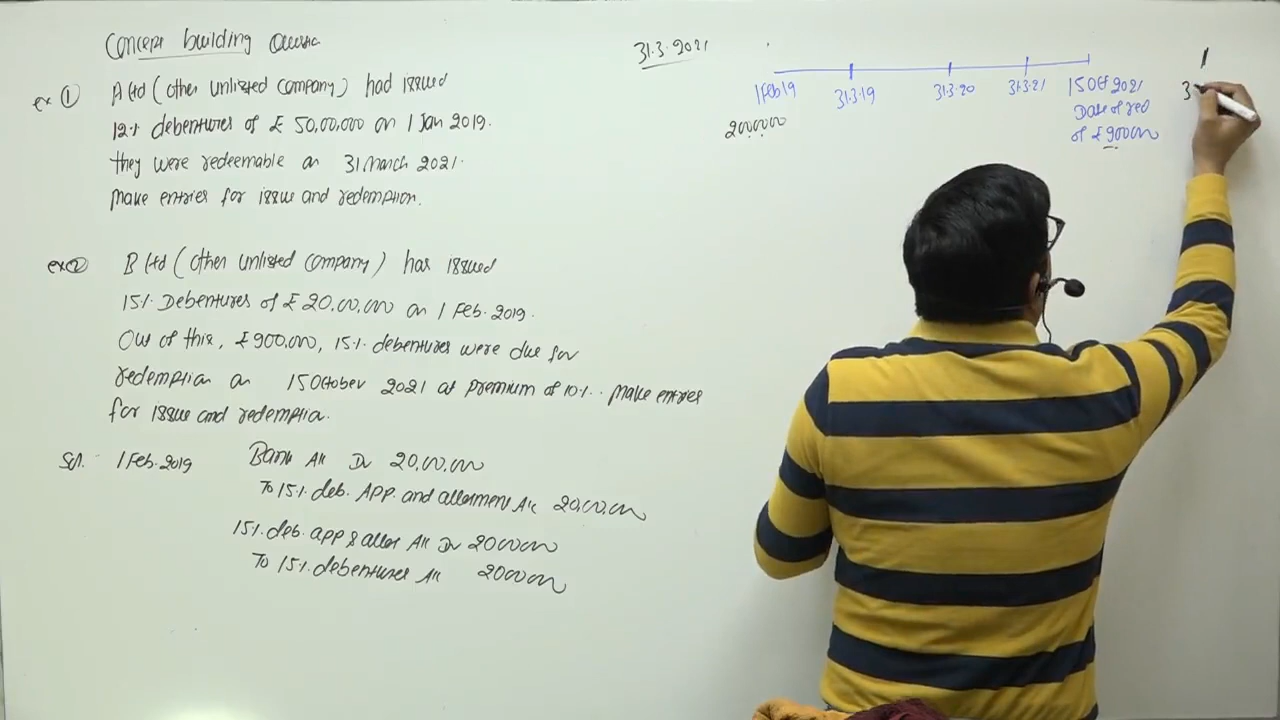 Concept building Questio
ex ① A Ltd (other unlisted company) had issued
12% debentures of ₹ 50,00,000 on 1 Jan 2019.
they were redeemable on 31 March 2021.
Make entries for issue and redemption.
ex② B Ltd (other unlisted company) has issued
15% Debentures of ₹ 20,00,000 on 1 Feb. 2019.
Out of this, ₹ 900,000, 15% debentures were due for
redemption on 15 October 2021 at premium of 10%. Make entries
for issue and redemption.
Sol. 1 Feb. 2019 Bank A/c Dr 20,00,000
To 15% deb. APP. and allotment A/c 20,00,000
15% deb. app & allot A/c Dr 2000000
To 15% debentures A/c 2000000
31.3.2021
1 Feb 19 31.3.19 31.3.20 31.3.21 15 Oct 2021
2000000
Date of red
of ₹ 900000
3